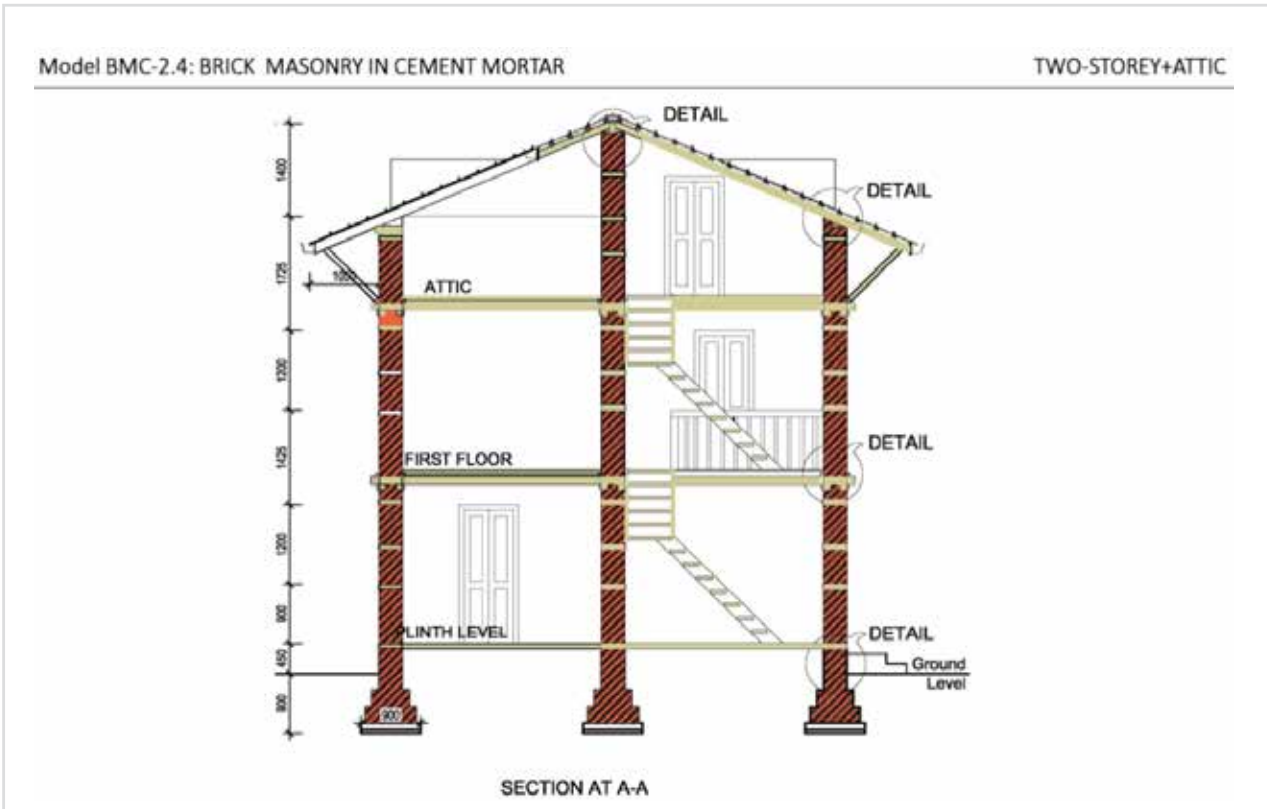 Model BMC-2.4: BRICK MASONRY IN CEMENT MORTAR
TWO-STOREY+ATTIC
DETAIL
1400
DETAIL
1725
ATTIC
1200
1425
FIRST FLOOR
DETAIL
1200
900
PLINTH LEVEL
DETAIL
450
Ground
Level
900
SECTION AT A-A